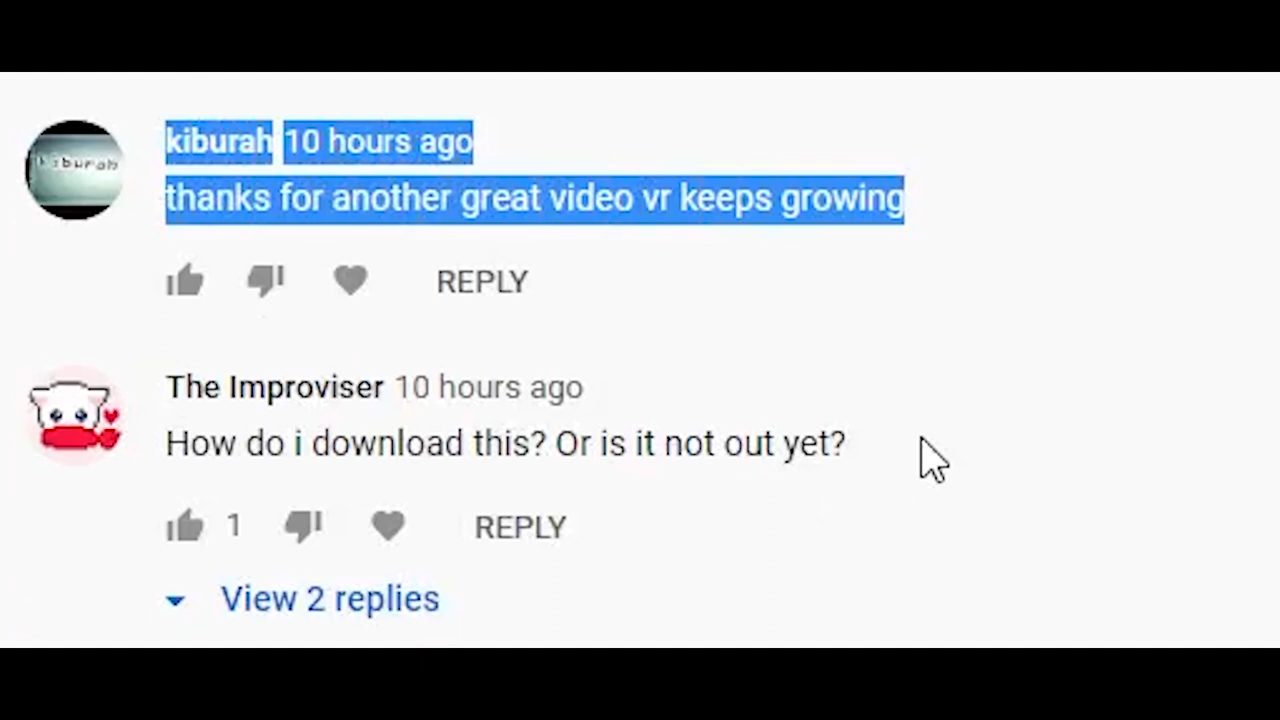 kiburah
kiburah 10 hours ago
thanks for another great video vr keeps growing
REPLY
The Improviser 10 hours ago
How do i download this? Or is it not out yet?
1 REPLY
View 2 replies